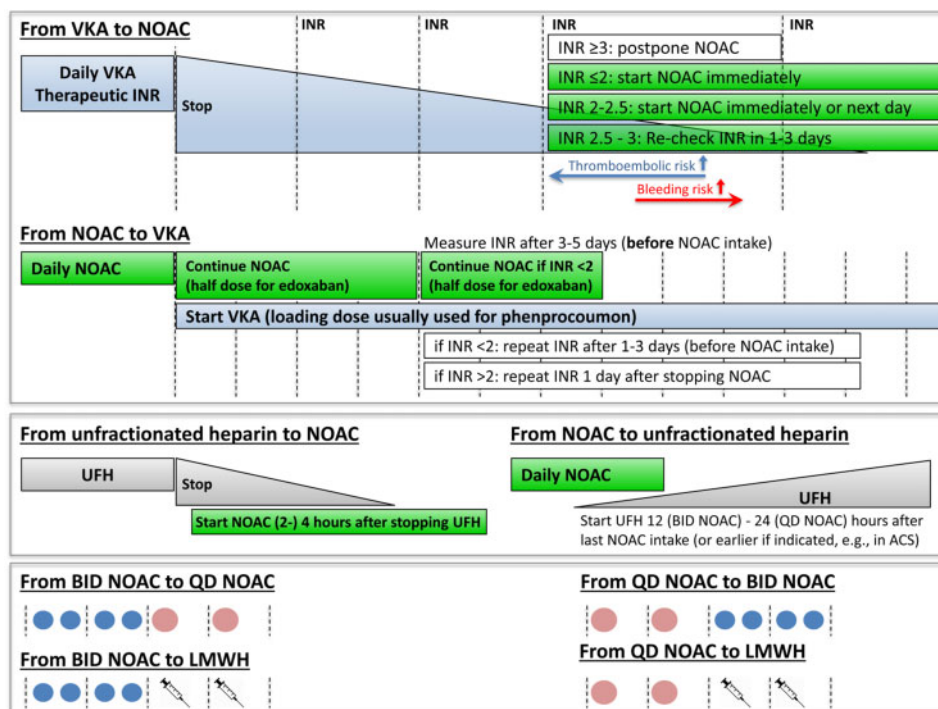 From VKA to NOAC
INR
INR
INR
INR
Daily VKA
Therapeutic INR
Stop
INR ≥3: postpone NOAC
INR ≤2: start NOAC immediately
INR 2-2.5: start NOAC immediately or next day
INR 2.5 - 3: Re-check INR in 1-3 days
Thromboembolic risk
Bleeding risk
From NOAC to VKA
Measure INR after 3-5 days (before NOAC intake)
Daily NOAC
Continue NOAC
(half dose for edoxaban)
Continue NOAC if INR <2
(half dose for edoxaban)
Start VKA (loading dose usually used for phenprocoumon)
if INR <2: repeat INR after 1-3 days (before NOAC intake)
if INR >2: repeat INR 1 day after stopping NOAC
From unfractionated heparin to NOAC
UFH
Stop
Start NOAC (2-) 4 hours after stopping UFH
From NOAC to unfractionated heparin
Daily NOAC
UFH
Start UFH 12 (BID NOAC) - 24 (QD NOAC) hours after
last NOAC intake (or earlier if indicated, e.g., in ACS)
From BID NOAC to QD NOAC
From QD NOAC to BID NOAC
From BID NOAC to LMWH
From QD NOAC to LMWH